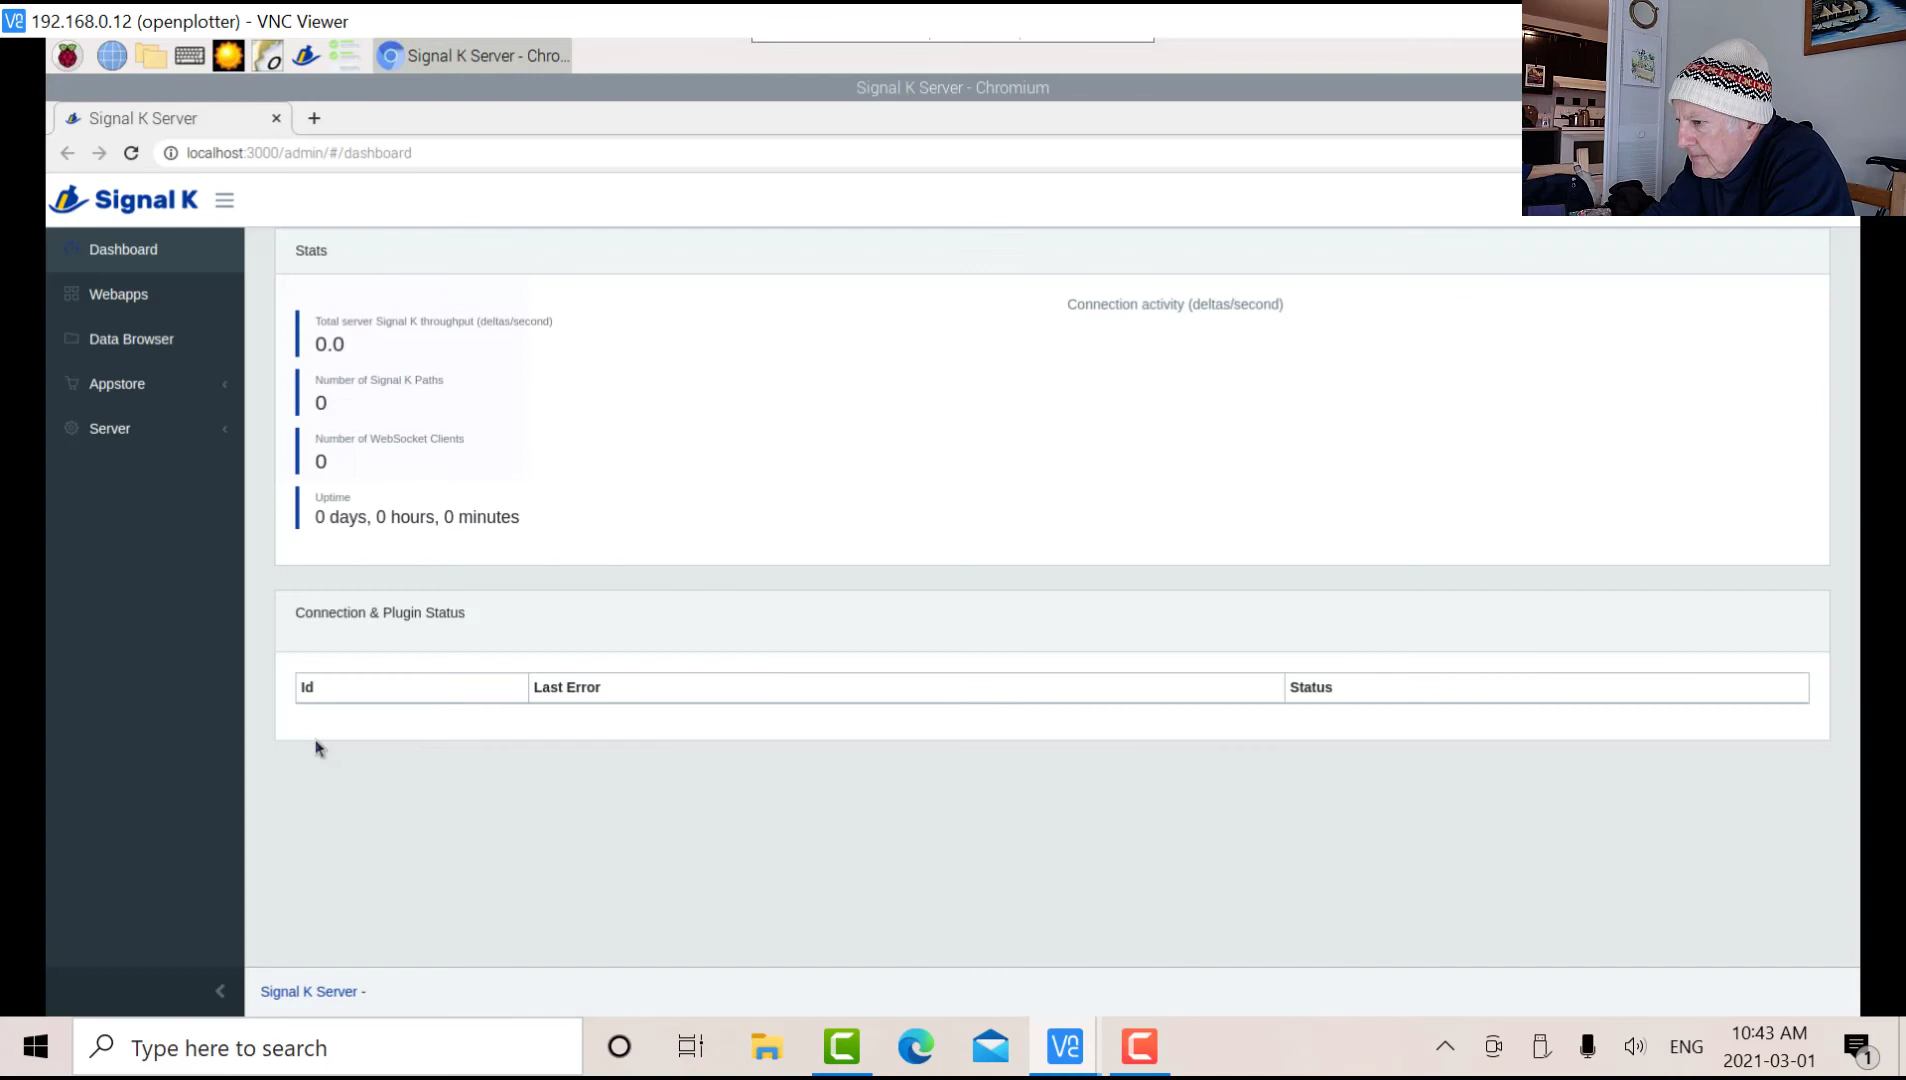 192.168.0.12 (openplotter) - VNC Viewer
Signal K Server - Chro...
Signal K Server - Chromium
Signal K Server
localhost:3000/admin/#/dashboard
Signal K
Dashboard
Webapps
Data Browser
Appstore
Server
Stats
Connection activity (deltas/second)
Total server Signal K throughput (deltas/second)
0.0
Number of Signal K Paths
0
Number of WebSocket Clients
0
Uptime
0 days, 0 hours, 0 minutes
Connection & Plugin Status
Id Last Error Status
Signal K Server -
Type here to search
ENG
10:43 AM
2021-03-01
1